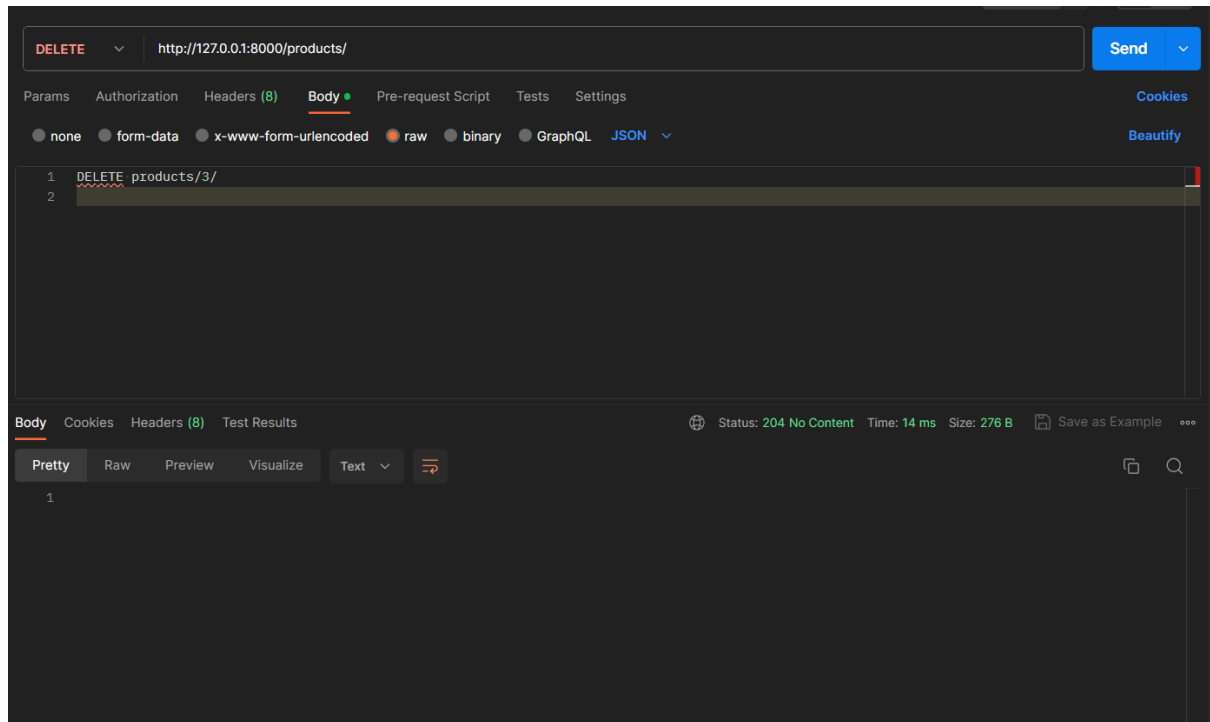 DELETE http://127.0.0.1:8000/products/ Send
Params Authorization Headers (8) Body Pre-request Script Tests Settings Cookies
none form-data x-www-form-urlencoded raw binary GraphQL JSON Beautify
1 DELETE products/3/
2
Body Cookies Headers (8) Test Results Status: 204 No Content Time: 14 ms Size: 276 B Save as Example
Pretty Raw Preview Visualize Text
1